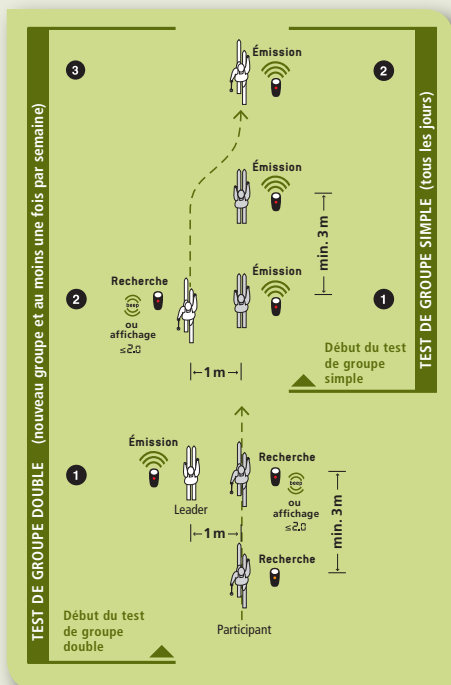 TEST DE GROUPE DOUBLE (nouveau groupe et au moins une fois par semaine)
TEST DE GROUPE SIMPLE (tous les jours)
3
Émission
2
Émission
min. 3 m
Recherche
Émission
2
beep
ou
affichage
≤2.0
1
1 m
Début du test
de groupe
simple
Émission
1
Leader
Recherche
beep
ou
affichage
≤2.0
min. 3 m
1 m
Recherche
Participant
Début du test
de groupe
double